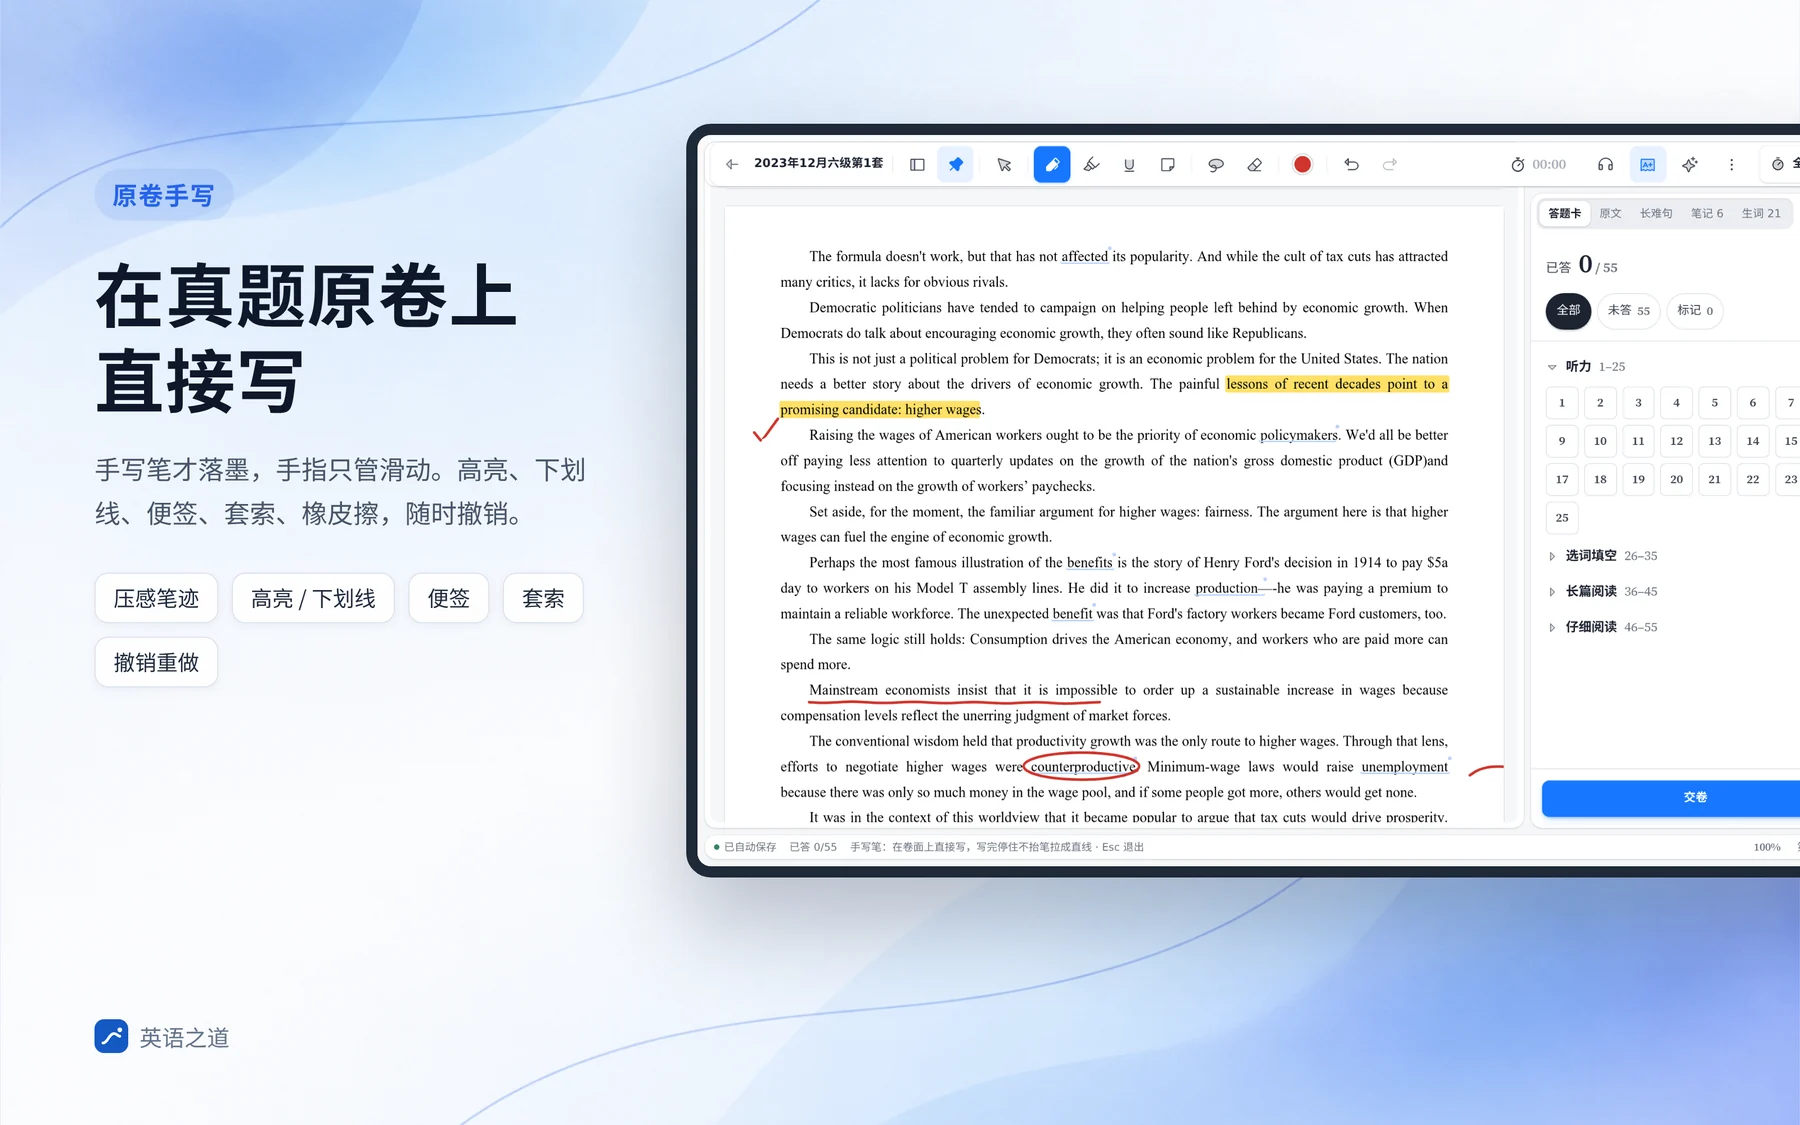 原卷手写
在真题原卷上
直接写
手写笔才落墨，手指只管滑动。高亮、下划
线、便签、套索、橡皮擦，随时撤销。
压感笔迹
高亮 / 下划线
便签
套索
撤销重做
英语之道
2023年12月六级第1套
00:00
The formula doesn't work, but that has not affected its popularity. And while the cult of tax cuts has attracted
many critics, it lacks for obvious rivals.
Democratic politicians have tended to campaign on helping people left behind by economic growth. When
Democrats do talk about encouraging economic growth, they often sound like Republicans.
This is not just a political problem for Democrats; it is an economic problem for the United States. The nation
needs a better story about the drivers of economic growth. The painful lessons of recent decades point to a
promising candidate: higher wages.
Raising the wages of American workers ought to be the priority of economic policymakers. We'd all be better
off paying less attention to quarterly updates on the growth of the nation's gross domestic product (GDP)and
focusing instead on the growth of workers’ paychecks.
Set aside, for the moment, the familiar argument for higher wages: fairness. The argument here is that higher
wages can fuel the engine of economic growth.
Perhaps the most famous illustration of the benefits is the story of Henry Ford's decision in 1914 to pay $5a
day to workers on his Model T assembly lines. He did it to increase production—-he was paying a premium to
maintain a reliable workforce. The unexpected benefit was that Ford's factory workers became Ford customers, too.
The same logic still holds: Consumption drives the American economy, and workers who are paid more can
spend more.
Mainstream economists insist that it is impossible to order up a sustainable increase in wages because
compensation levels reflect the unerring judgment of market forces.
The conventional wisdom held that productivity growth was the only route to higher wages. Through that lens,
efforts to negotiate higher wages were counterproductive. Minimum-wage laws would raise unemployment
because there was only so much money in the wage pool, and if some people got more, others would get none.
It was in the context of this worldview that it became popular to argue that tax cuts would drive prosperity.
答题卡 原文 长难句 笔记 6 生词 21
已答 0 / 55
全部 未答 55 标记 0
听力 1–25
1 2 3 4 5 6 7
9 10 11 12 13 14 15
17 18 19 20 21 22 23
25
选词填空 26–35
长篇阅读 36–45
仔细阅读 46–55
交卷
已自动保存 已答 0/55 手写笔：在卷面上直接写，写完停住不抬笔拉成直线 · Esc 退出
100%